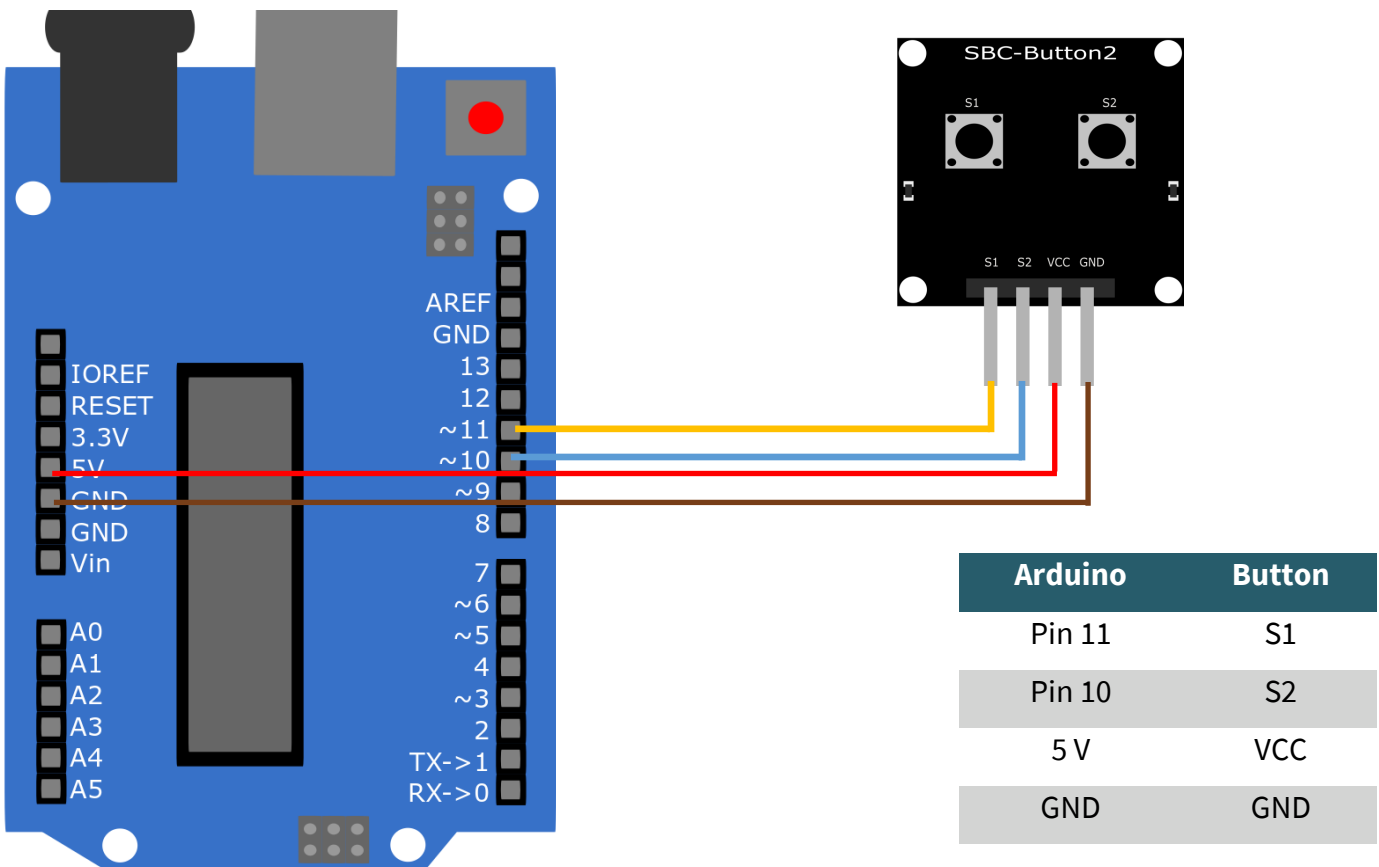 IOREF
RESET
3.3V
5V
GND
GND
Vin
A0
A1
A2
A3
A4
A5
AREF
GND
13
12
~11
~10
~9
8
7
~6
~5
4
~3
2
TX->1
RX->0
SBC-Button2
S1 S2
S1 S2 VCC GND
Arduino Button
Pin 11 S1
Pin 10 S2
5 V VCC
GND GND